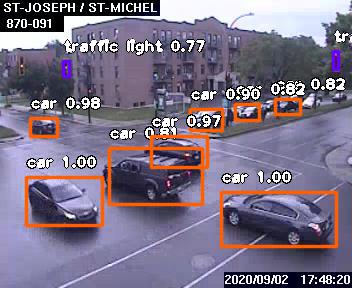 ST-JOSEPH / ST-MICHEL
870-091
traffic light 0.77
tra
car 0.82
0.82
car 0.90
car 0.98
car 0.97
car 0.81
car 1.00
car 1.00
2020/09/02 17:48:20